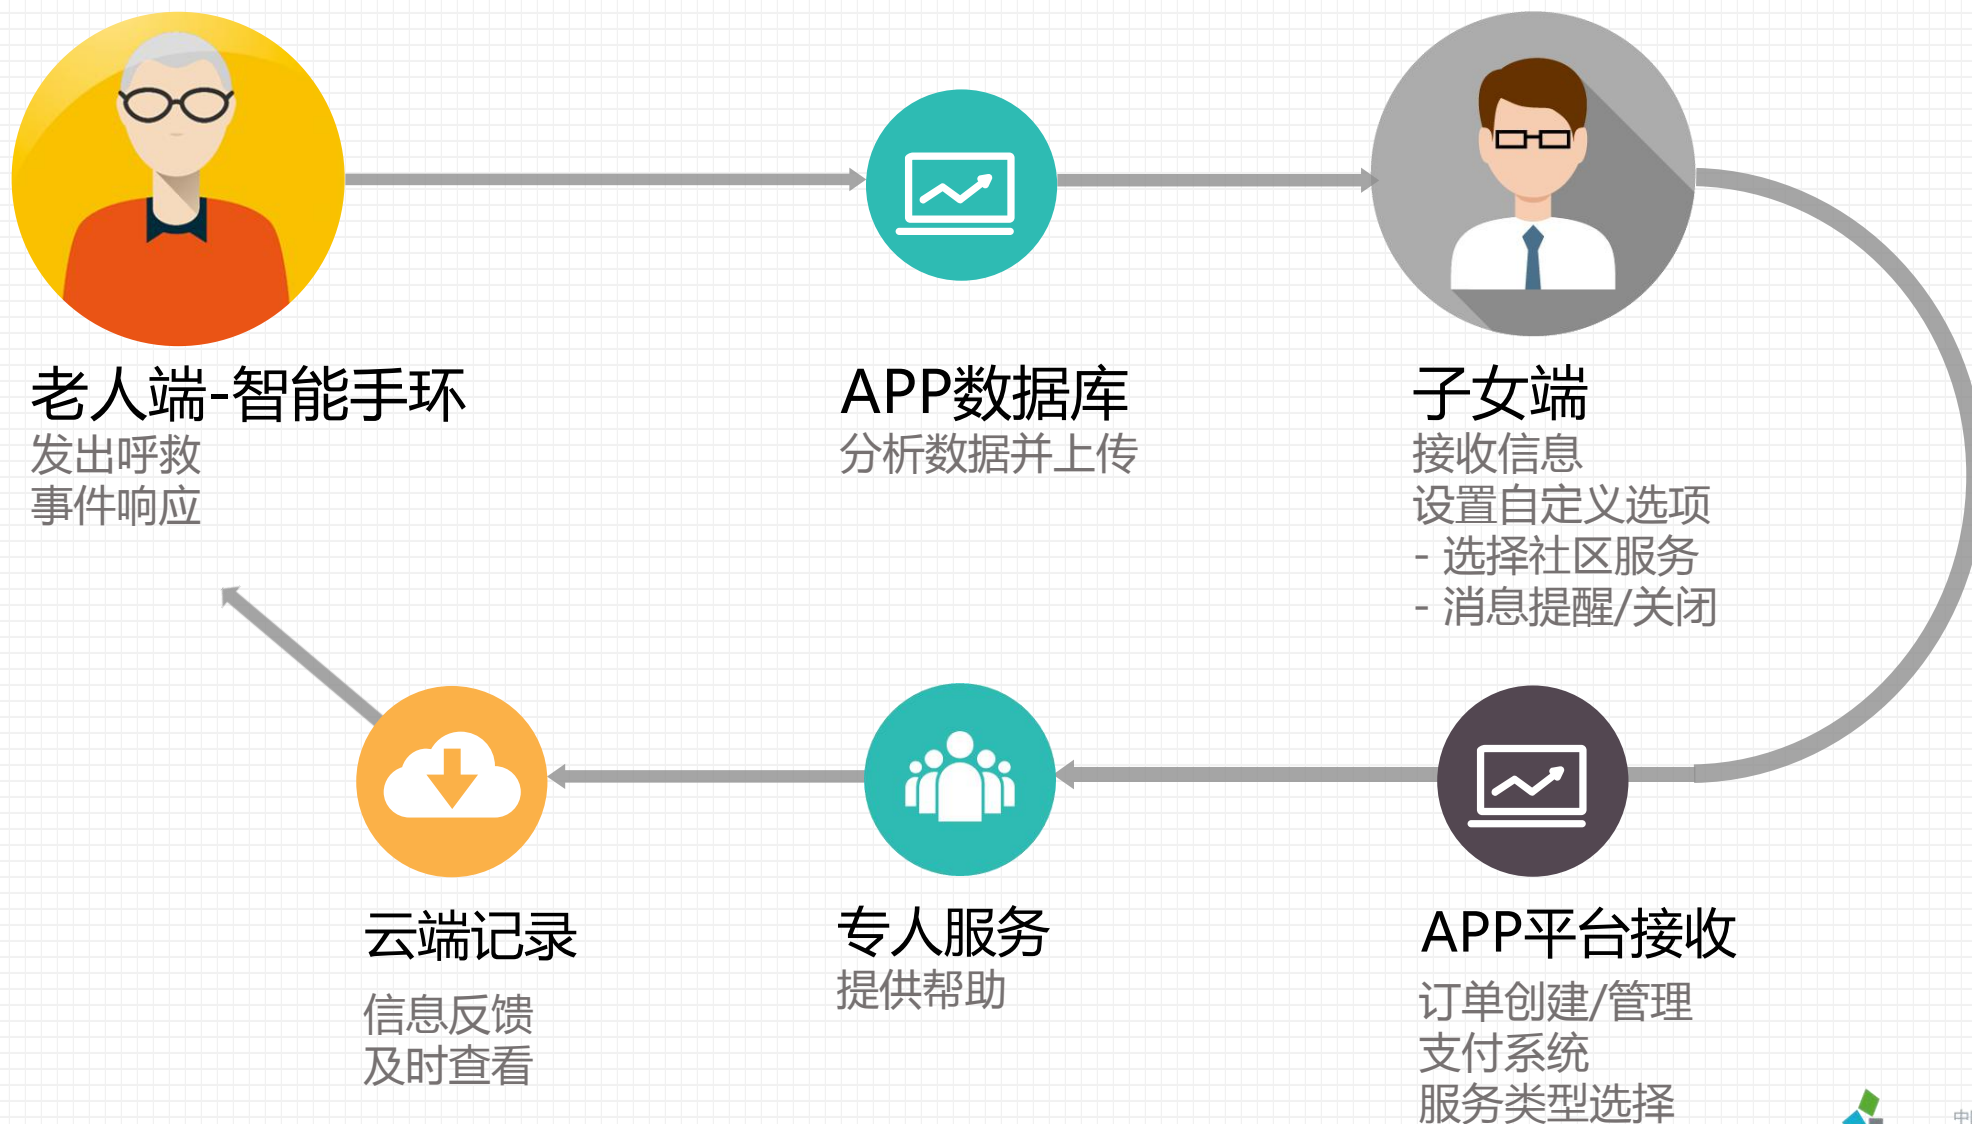 老人端-智能手环
发出呼救
事件响应
APP数据库
分析数据并上传
子女端
接收信息
设置自定义选项
- 选择社区服务
- 消息提醒/关闭
云端记录
信息反馈
及时查看
专人服务
提供帮助
APP平台接收
订单创建/管理
支付系统
服务类型选择